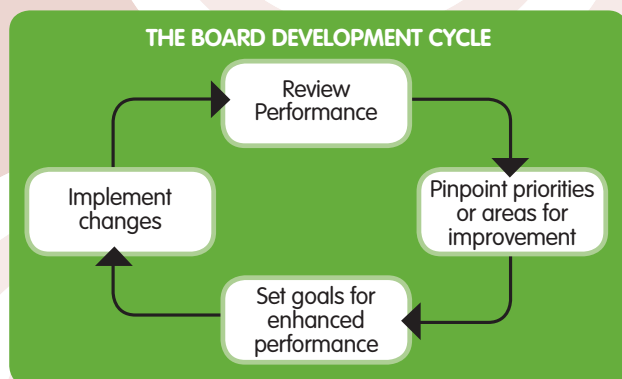 THE BOARD DEVELOPMENT CYCLE
Review
Performance
Pinpoint priorities
or areas for
improvement
Set goals for
enhanced
performance
Implement
changes